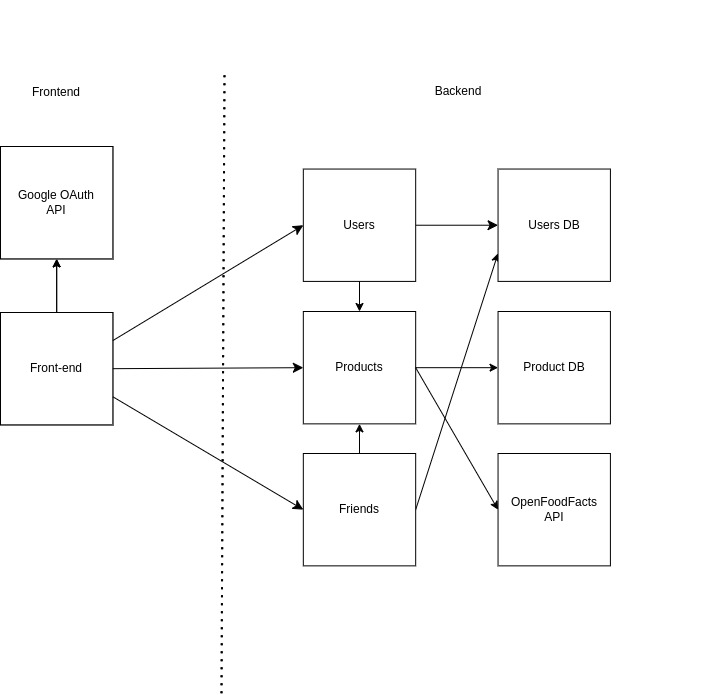 Frontend
Backend
Google OAuth
API
Users
Users DB
Front-end
Products
Product DB
Friends
OpenFoodFacts
API